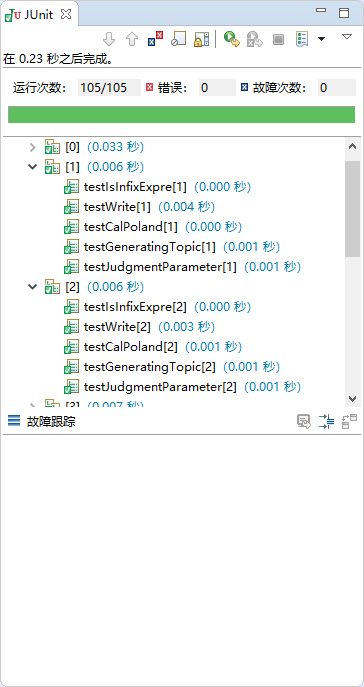 JUnit
在 0.23 秒之后完成。
运行次数： 105/105 错误： 0 故障次数： 0
[0] (0.033 秒)
[1] (0.006 秒)
testIsInfixExpre[1] (0.000 秒)
testWrite[1] (0.004 秒)
testCalPoland[1] (0.000 秒)
testGeneratingTopic[1] (0.001 秒)
testJudgmentParameter[1] (0.001 秒)
[2] (0.006 秒)
testIsInfixExpre[2] (0.000 秒)
testWrite[2] (0.003 秒)
testCalPoland[2] (0.001 秒)
testGeneratingTopic[2] (0.001 秒)
testJudgmentParameter[2] (0.001 秒)
[3] (0.007 秒)
故障跟踪